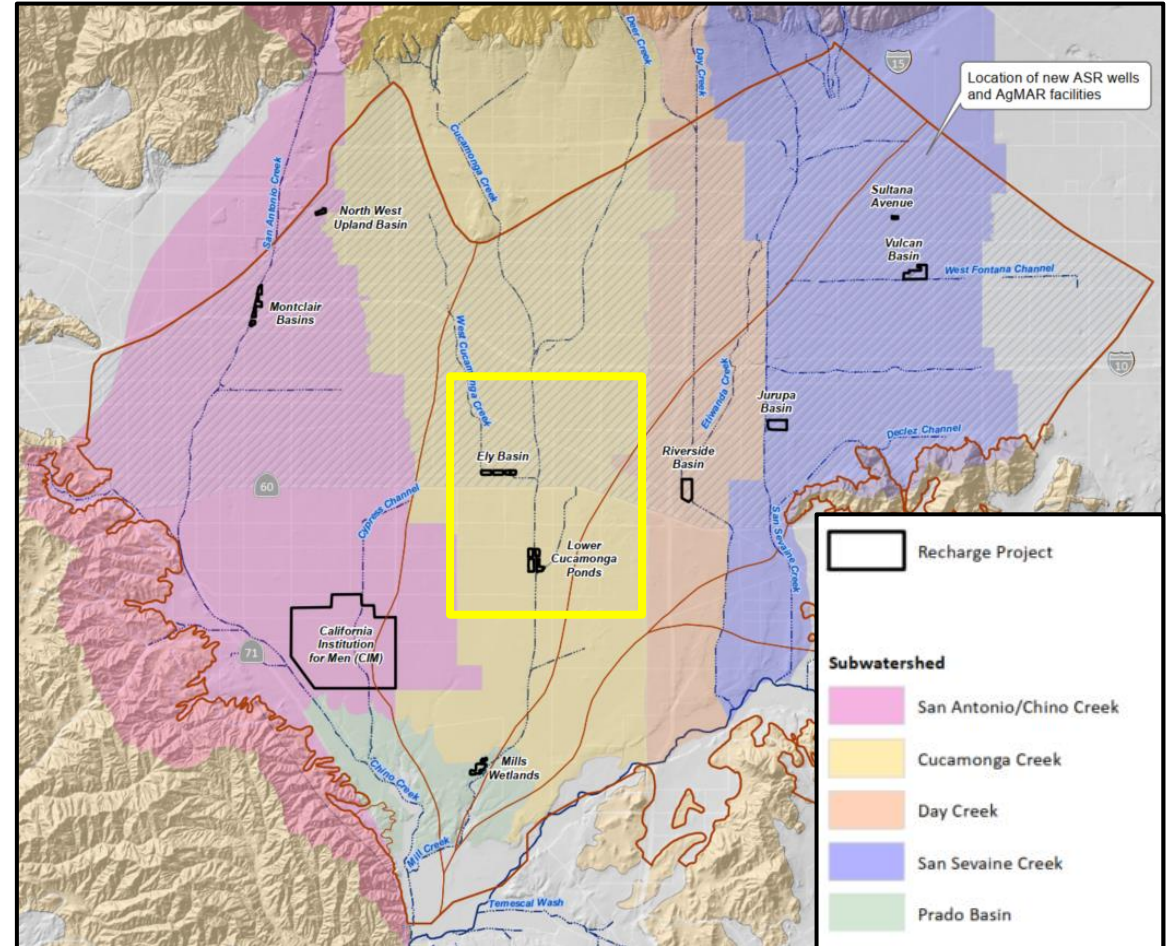 Deer Creek
Day Creek
15
Location of new ASR wells
and AgMAR facilities
Cucamonga Creek
San Antonio Creek
North West
Upland Basin
Sultana
Avenue
Vulcan
Basin
West Fontana Channel
Montclair
Basins
West Cucamonga Creek
10
Etiwanda Creek
Jurupa
Basin
Declez Channel
Ely Basin
Riverside
Basin
60
Cypress Channel
San Sevaine Creek
Lower
Cucamonga
Ponds
California
Institution
for Men (CIM)
71
Chino Creek
Mills
Wetlands
Mill Creek
Temescal Wash
Recharge Project
Subwatershed
San Antonio/Chino Creek
Cucamonga Creek
Day Creek
San Sevaine Creek
Prado Basin